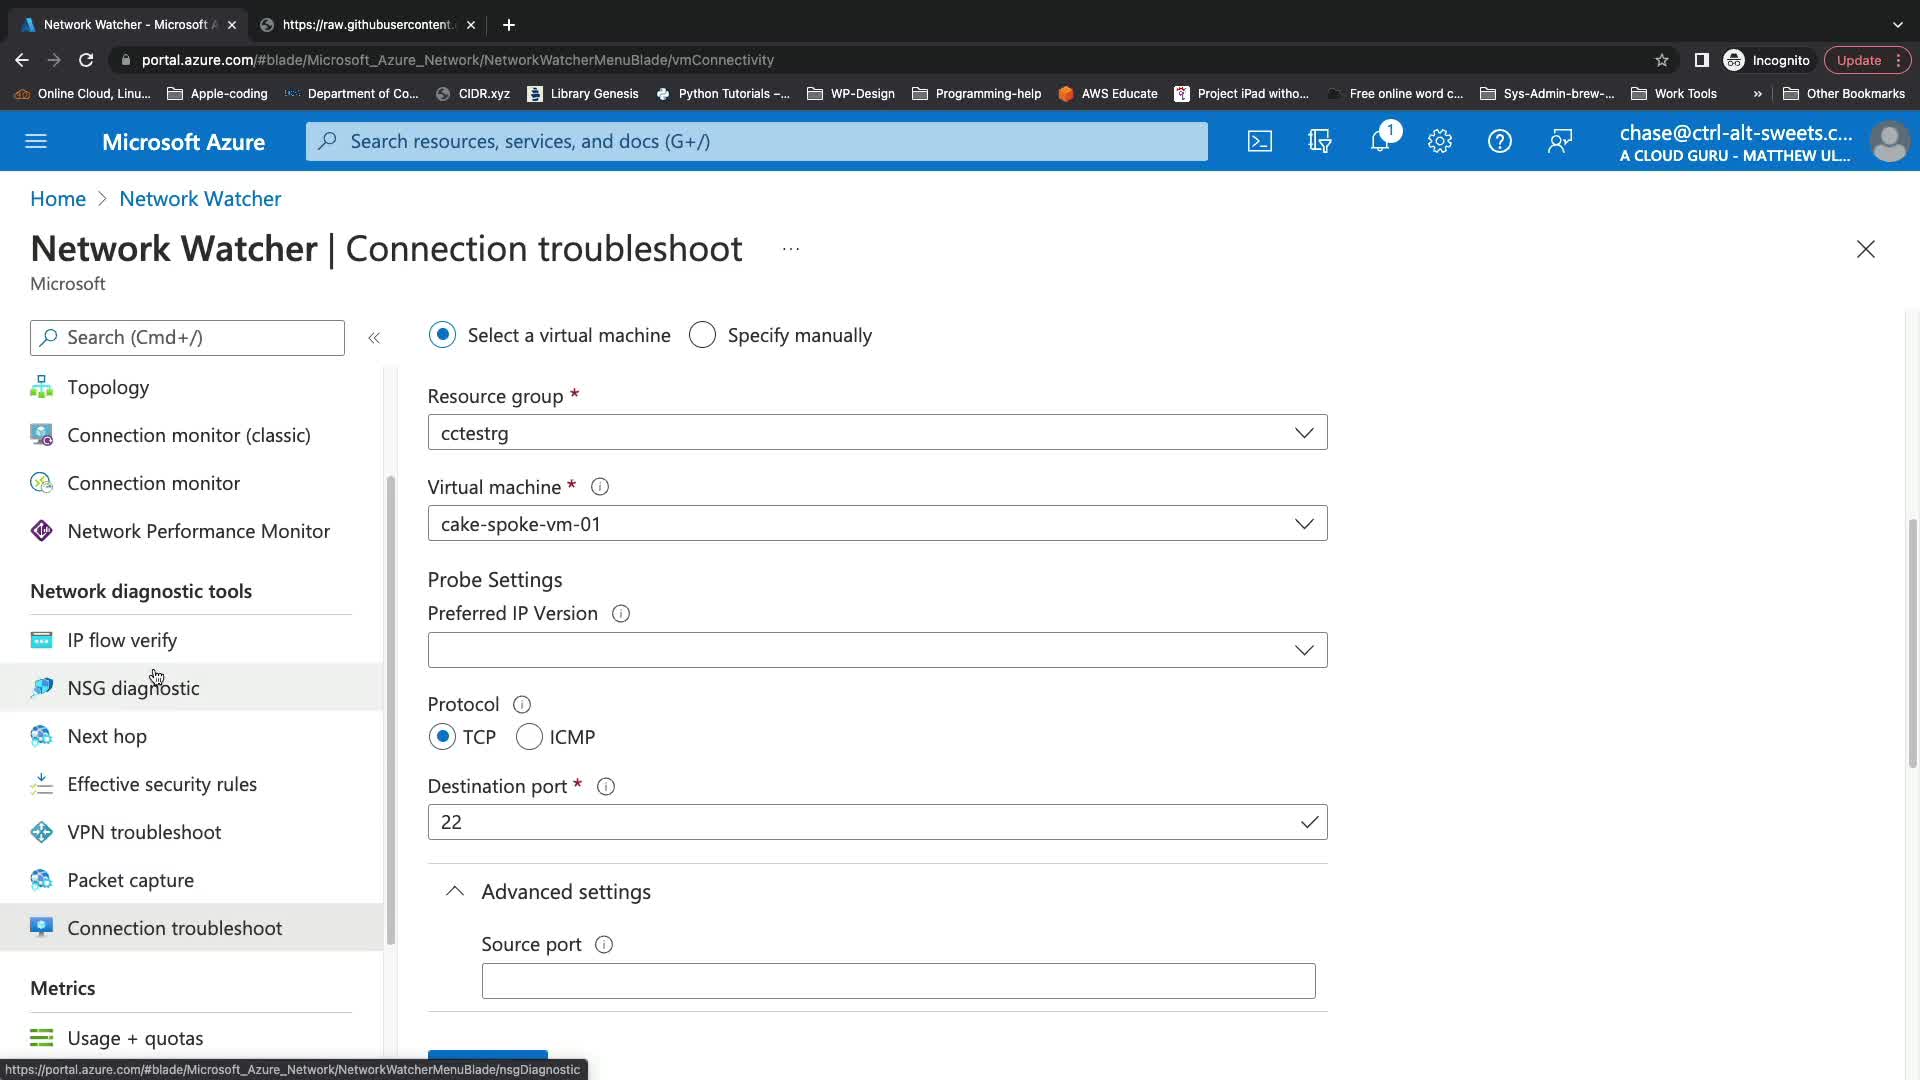 Network Watcher - Microsoft A
https://raw.githubusercontent.
portal.azure.com/#blade/Microsoft_Azure_Network/NetworkWatcherMenuBlade/vmConnectivity
Incognito
Update
Online Cloud, Linu...
Apple-coding
Department of Co...
CIDR.xyz
Library Genesis
Python Tutorials –...
WP-Design
Programming-help
AWS Educate
Project iPad witho...
Free online word c...
Sys-Admin-brew-...
Work Tools
»
Other Bookmarks
Microsoft Azure
Search resources, services, and docs (G+/)
1
chase@ctrl-alt-sweets.c...
A CLOUD GURU - MATTHEW UL...
Home > Network Watcher
Network Watcher | Connection troubleshoot ...
Microsoft
Search (Cmd+/)
«
Topology
Connection monitor (classic)
Connection monitor
Network Performance Monitor
Network diagnostic tools
IP flow verify
NSG diagnostic
Next hop
Effective security rules
VPN troubleshoot
Packet capture
Connection troubleshoot
Metrics
Usage + quotas
Select a virtual machine
Specify manually
Resource group *
cctestrg
Virtual machine *
cake-spoke-vm-01
Probe Settings
Preferred IP Version
Protocol
TCP
ICMP
Destination port *
22
Advanced settings
Source port
https://portal.azure.com/#blade/Microsoft_Azure_Network/NetworkWatcherMenuBlade/nsgDiagnostic